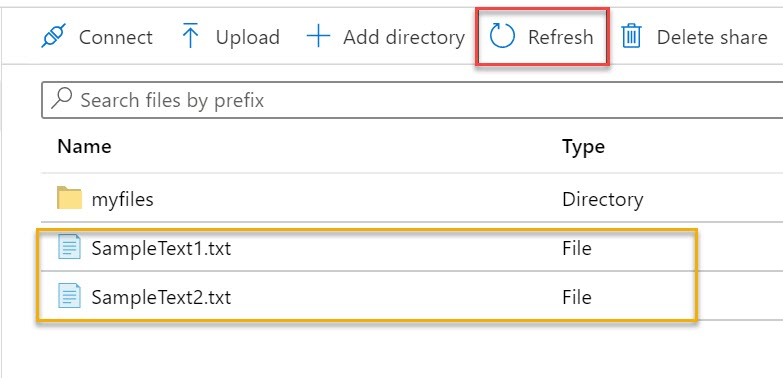 Connect Upload Add directory Refresh Delete share
Search files by prefix
Name Type
myfiles Directory
SampleText1.txt File
SampleText2.txt File